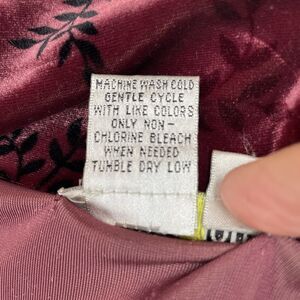 MACHINE WASH COLD
GENTLE CYCLE
WITH LIKE COLORS
ONLY NON-
CHLORINE BLEACH
WHEN NEEDED
TUMBLE DRY LOW